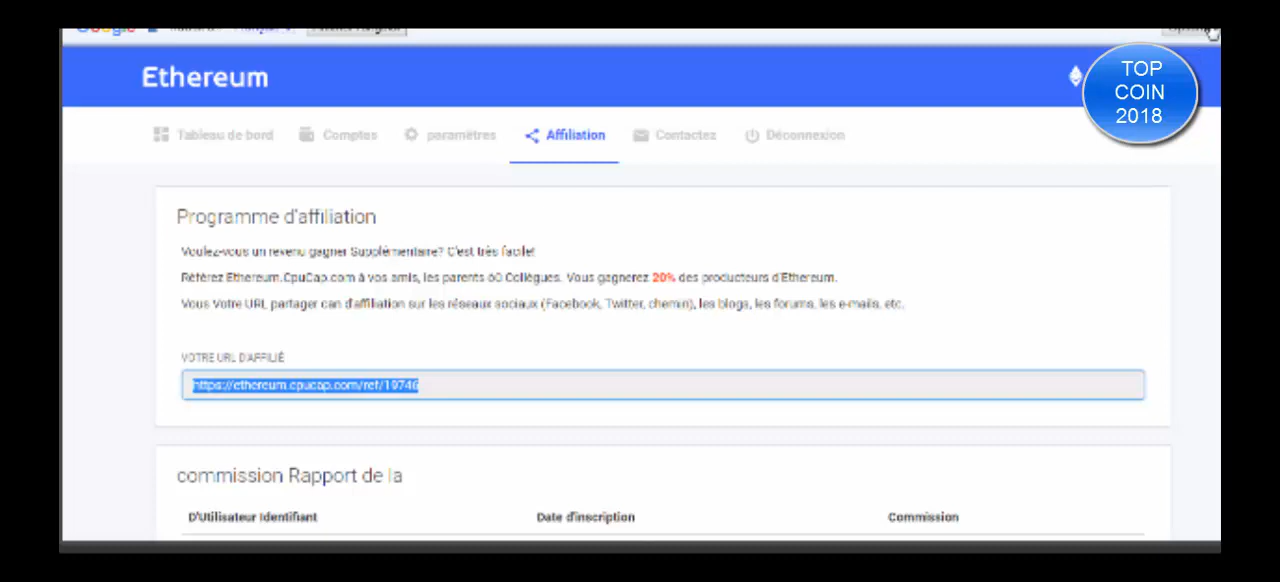 Google
Ethereum
TOP
COIN
2018
Tableau de bord Comptes paramètres Affiliation Contactez Déconnexion
Programme d'affiliation
Voulez-vous un revenu gagner Supplémentaire? C'est très facile!
Référez Ethereum.CpuCap.com à vos amis, les parents où Collègues. Vous gagnerez 20% des producteurs d'Ethereum.
Vous Votre URL partager can d'affiliation sur les réseaux sociaux (Facebook, Twitter, chemin), les blogs, les forums, les e-mails, etc.
VOTRE URL D'AFFILIÉ
https://ethereum.cpucap.com/ref/19746
commission Rapport de la
D'Utilisateur Identifiant Date d'inscription Commission